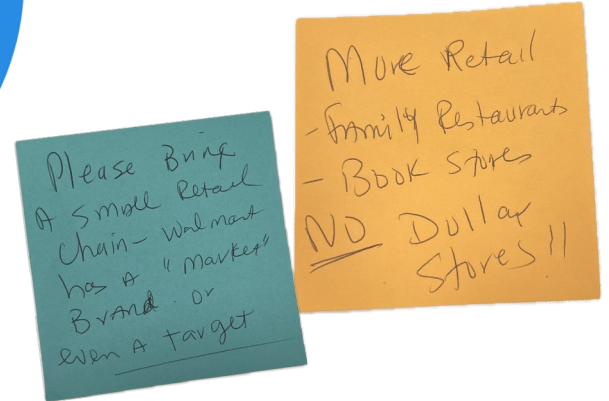 Please Bring
A Small Retail
Chain - Walmart
has A "Market"
Brand. Or
even A Target
More Retail
- Family Restaurants
- Book Stores
NO Dollar
Stores!!